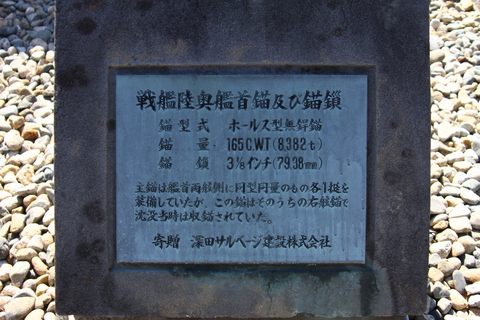 戦艦陸奥艦首錨及び錨鎖
錨型式 ホールス型無銲錨
錨量 165C.WT(8,382t)
錨鎖 3⅛インチ(79.38㎜)
主錨は艦首両舷側に同型同量のもの各1挺を
装備していたが、この錨はそのうちの右舷錨で
沈没当時は収錨されていた。
寄贈 深田サルベージ建設株式会社